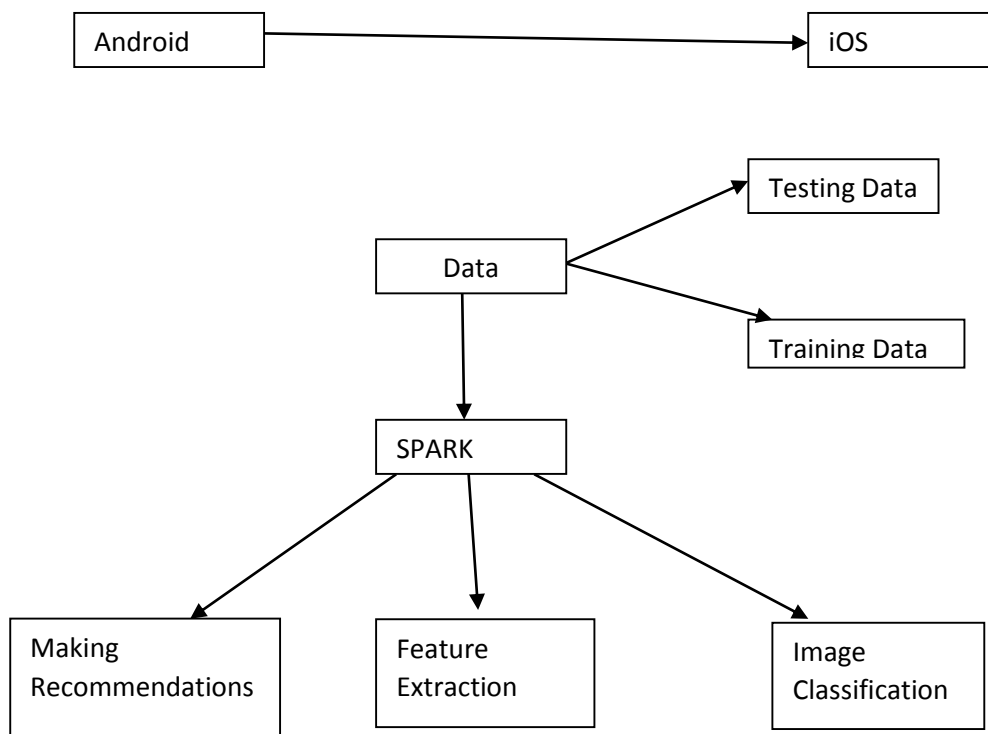 Android
iOS
Testing Data
Data
Training Data
SPARK
Making
Recommendations
Feature
Extraction
Image
Classification